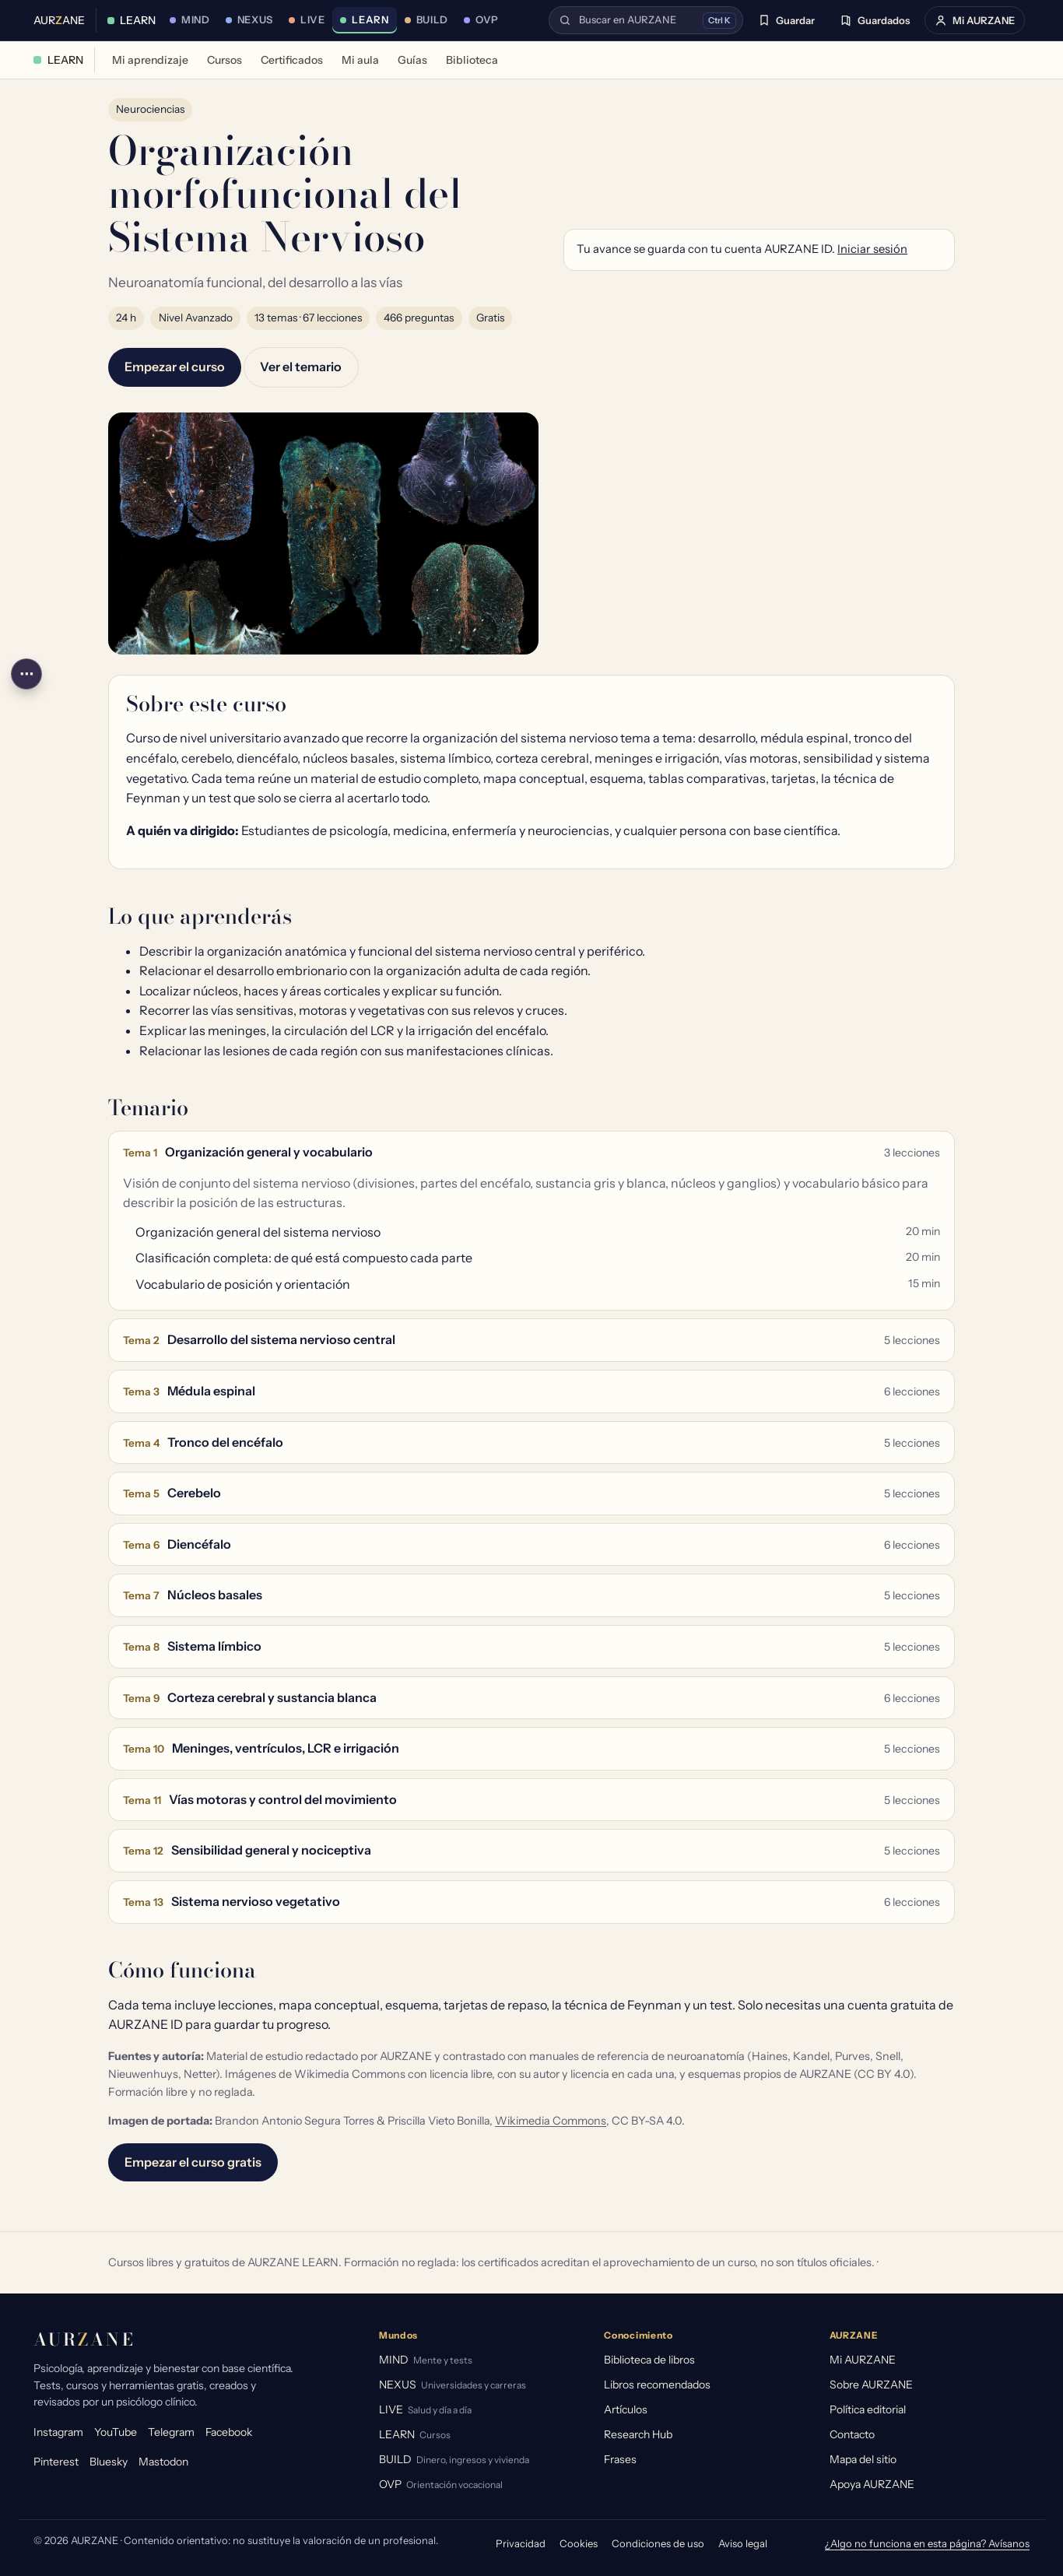 AURZANE
LEARN
MIND
NEXUS
LIVE
LEARN
BUILD
OVP
Buscar en AURZANE
Ctrl K
Guardar
Guardados
Mi AURZANE
LEARN
Mi aprendizaje
Cursos
Certificados
Mi aula
Guías
Biblioteca
Neurociencias
Organización
morfofuncional del
Sistema Nervioso
Tu avance se guarda con tu cuenta AURZANE ID. Iniciar sesión
Neuroanatomía funcional, del desarrollo a las vías
24 h
Nivel Avanzado
13 temas · 67 lecciones
466 preguntas
Gratis
Empezar el curso
Ver el temario
Sobre este curso
Curso de nivel universitario avanzado que recorre la organización del sistema nervioso tema a tema: desarrollo, médula espinal, tronco del
encéfalo, cerebelo, diencéfalo, núcleos basales, sistema límbico, corteza cerebral, meninges e irrigación, vías motoras, sensibilidad y sistema
vegetativo. Cada tema reúne un material de estudio completo, mapa conceptual, esquema, tablas comparativas, tarjetas, la técnica de
Feynman y un test que solo se cierra al acertarlo todo.
A quién va dirigido: Estudiantes de psicología, medicina, enfermería y neurociencias, y cualquier persona con base científica.
Lo que aprenderás
• Describir la organización anatómica y funcional del sistema nervioso central y periférico.
• Relacionar el desarrollo embrionario con la organización adulta de cada región.
• Localizar núcleos, haces y áreas corticales y explicar su función.
• Recorrer las vías sensitivas, motoras y vegetativas con sus relevos y cruces.
• Explicar las meninges, la circulación del LCR y la irrigación del encéfalo.
• Relacionar las lesiones de cada región con sus manifestaciones clínicas.
Temario
Tema 1 Organización general y vocabulario 3 lecciones
Visión de conjunto del sistema nervioso (divisiones, partes del encéfalo, sustancia gris y blanca, núcleos y ganglios) y vocabulario básico para
describir la posición de las estructuras.
Organización general del sistema nervioso 20 min
Clasificación completa: de qué está compuesto cada parte 20 min
Vocabulario de posición y orientación 15 min
Tema 2 Desarrollo del sistema nervioso central 5 lecciones
Tema 3 Médula espinal 6 lecciones
Tema 4 Tronco del encéfalo 5 lecciones
Tema 5 Cerebelo 5 lecciones
Tema 6 Diencéfalo 6 lecciones
Tema 7 Núcleos basales 5 lecciones
Tema 8 Sistema límbico 5 lecciones
Tema 9 Corteza cerebral y sustancia blanca 6 lecciones
Tema 10 Meninges, ventrículos, LCR e irrigación 5 lecciones
Tema 11 Vías motoras y control del movimiento 5 lecciones
Tema 12 Sensibilidad general y nociceptiva 5 lecciones
Tema 13 Sistema nervioso vegetativo 6 lecciones
Cómo funciona
Cada tema incluye lecciones, mapa conceptual, esquema, tarjetas de repaso, la técnica de Feynman y un test. Solo necesitas una cuenta gratuita de
AURZANE ID para guardar tu progreso.
Fuentes y autoría: Material de estudio redactado por AURZANE y contrastado con manuales de referencia de neuroanatomía (Haines, Kandel, Purves, Snell,
Nieuwenhuys, Netter). Imágenes de Wikimedia Commons con licencia libre, con su autor y licencia en cada una, y esquemas propios de AURZANE (CC BY 4.0).
Formación libre y no reglada.
Imagen de portada: Brandon Antonio Segura Torres & Priscilla Vieto Bonilla, Wikimedia Commons, CC BY-SA 4.0.
Empezar el curso gratis
Cursos libres y gratuitos de AURZANE LEARN. Formación no reglada: los certificados acreditan el aprovechamiento de un curso, no son títulos oficiales. ·
AURZANE
Psicología, aprendizaje y bienestar con base científica.
Tests, cursos y herramientas gratis, creados y
revisados por un psicólogo clínico.
Instagram YouTube Telegram Facebook
Pinterest Bluesky Mastodon
Mundos
MIND Mente y tests
NEXUS Universidades y carreras
LIVE Salud y día a día
LEARN Cursos
BUILD Dinero, ingresos y vivienda
OVP Orientación vocacional
Conocimiento
Biblioteca de libros
Libros recomendados
Artículos
Research Hub
Frases
AURZANE
Mi AURZANE
Sobre AURZANE
Política editorial
Contacto
Mapa del sitio
Apoya AURZANE
© 2026 AURZANE · Contenido orientativo: no sustituye la valoración de un profesional.
Privacidad Cookies Condiciones de uso Aviso legal
¿Algo no funciona en esta página? Avísanos